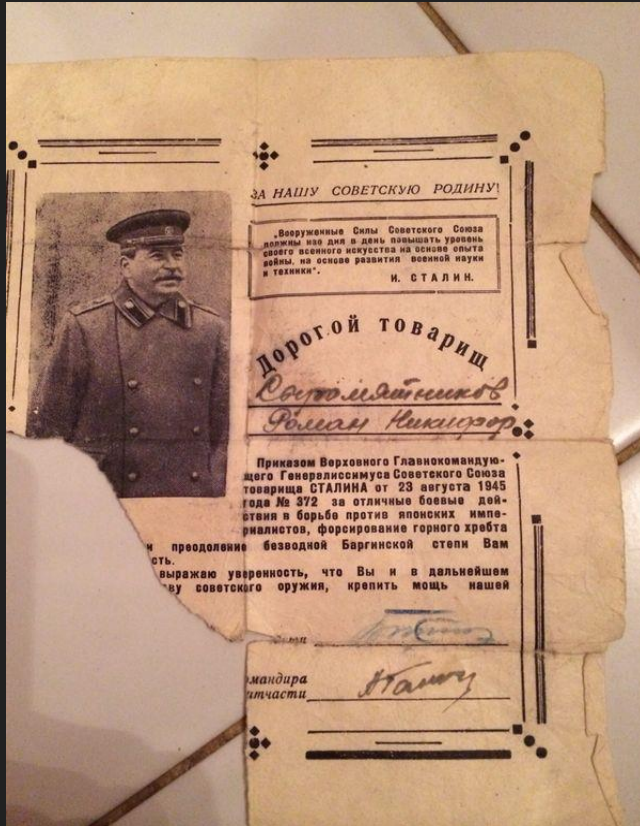 ЗА НАШУ СОВЕТСКУЮ РОДИНУ!
„Вооруженные Силы Советского Союза
должны изо дня в день повышать уровень
своего военного искусства на основе опыта
войны, на основе развития военной науки
и техники".
И. СТАЛИН.
Дорогой товарищ
Роман Никифор
Приказом Верховного Главнокомандую-
щего Генералиссимуса Советского Союза
товарища СТАЛИНА от 23 августа 1945
года № 372 за отличные боевые дей-
ствия в борьбе против японских импе-
риалистов, форсирование горного хребта
и преодоление безводной Баргинской степи Вам
сть.
выражаю уверенность, что Вы и в дальнейшем
ву советского оружия, крепить мощь нашей
мандира
итчасти